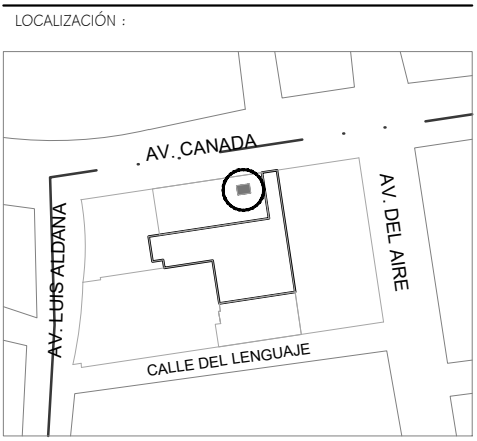 LOCALIZACIÓN :
AV. CANADA
AV. LUIS ALDANA
AV. DEL AIRE
CALLE DEL LENGUAJE